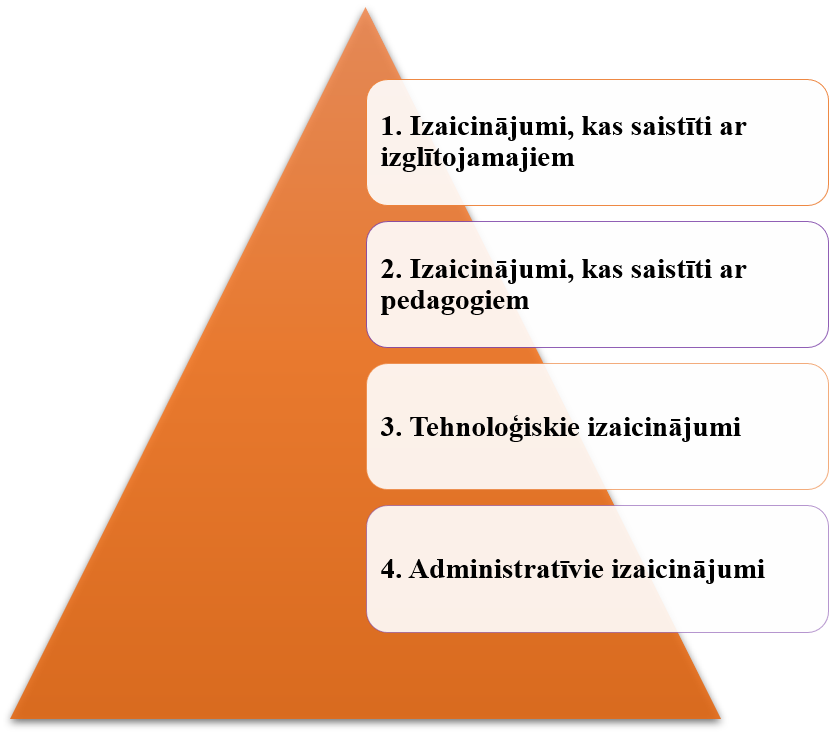 1. Izaicinājumi, kas saistīti ar
izglītojamajiem
2. Izaicinājumi, kas saistīti ar
pedagogiem
3. Tehnoloģiskie izaicinājumi
4. Administratīvie izaicinājumi